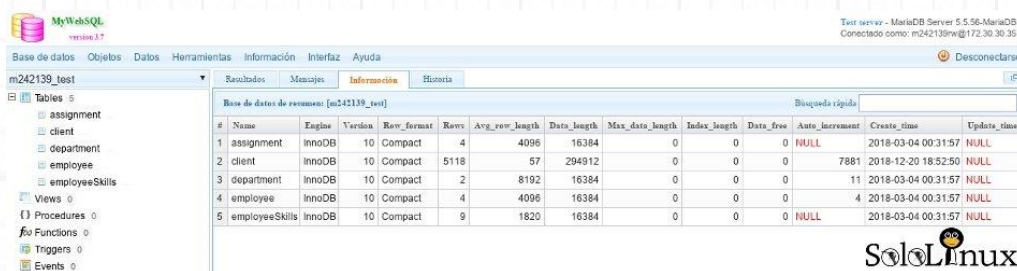 MyWebSQL
version 3.7
Test server - MariaDB Server 5.5.56-MariaDB
Conectado como: m242139rw@172.30.30.35
Base de datos Objetos Datos Herramientas Información Interfaz Ayuda
Desconectarse
m242139_test
Resultados Mensajes Información Historia
Tables 5
assignment
client
department
employee
employeeSkills
Views 0
{} Procedures 0
Functions 0
Triggers 0
Events 0
Base de datos de resumen: [m242139_test]
Búsqueda rápida
# Name Engine Version Row_format Rows Avg_row_length Data_length Max_data_length Index_length Data_free Auto_increment Create_time Update_time
1 assignment InnoDB 10 Compact 4 4096 16384 0 0 0 NULL 2018-03-04 00:31:57 NULL
2 client InnoDB 10 Compact 5118 57 294912 0 0 0 7881 2018-12-20 18:52:50 NULL
3 department InnoDB 10 Compact 2 8192 16384 0 0 0 11 2018-03-04 00:31:57 NULL
4 employee InnoDB 10 Compact 4 4096 16384 0 0 0 4 2018-03-04 00:31:57 NULL
5 employeeSkills InnoDB 10 Compact 9 1820 16384 0 0 0 NULL 2018-03-04 00:31:57 NULL
SoloLinux